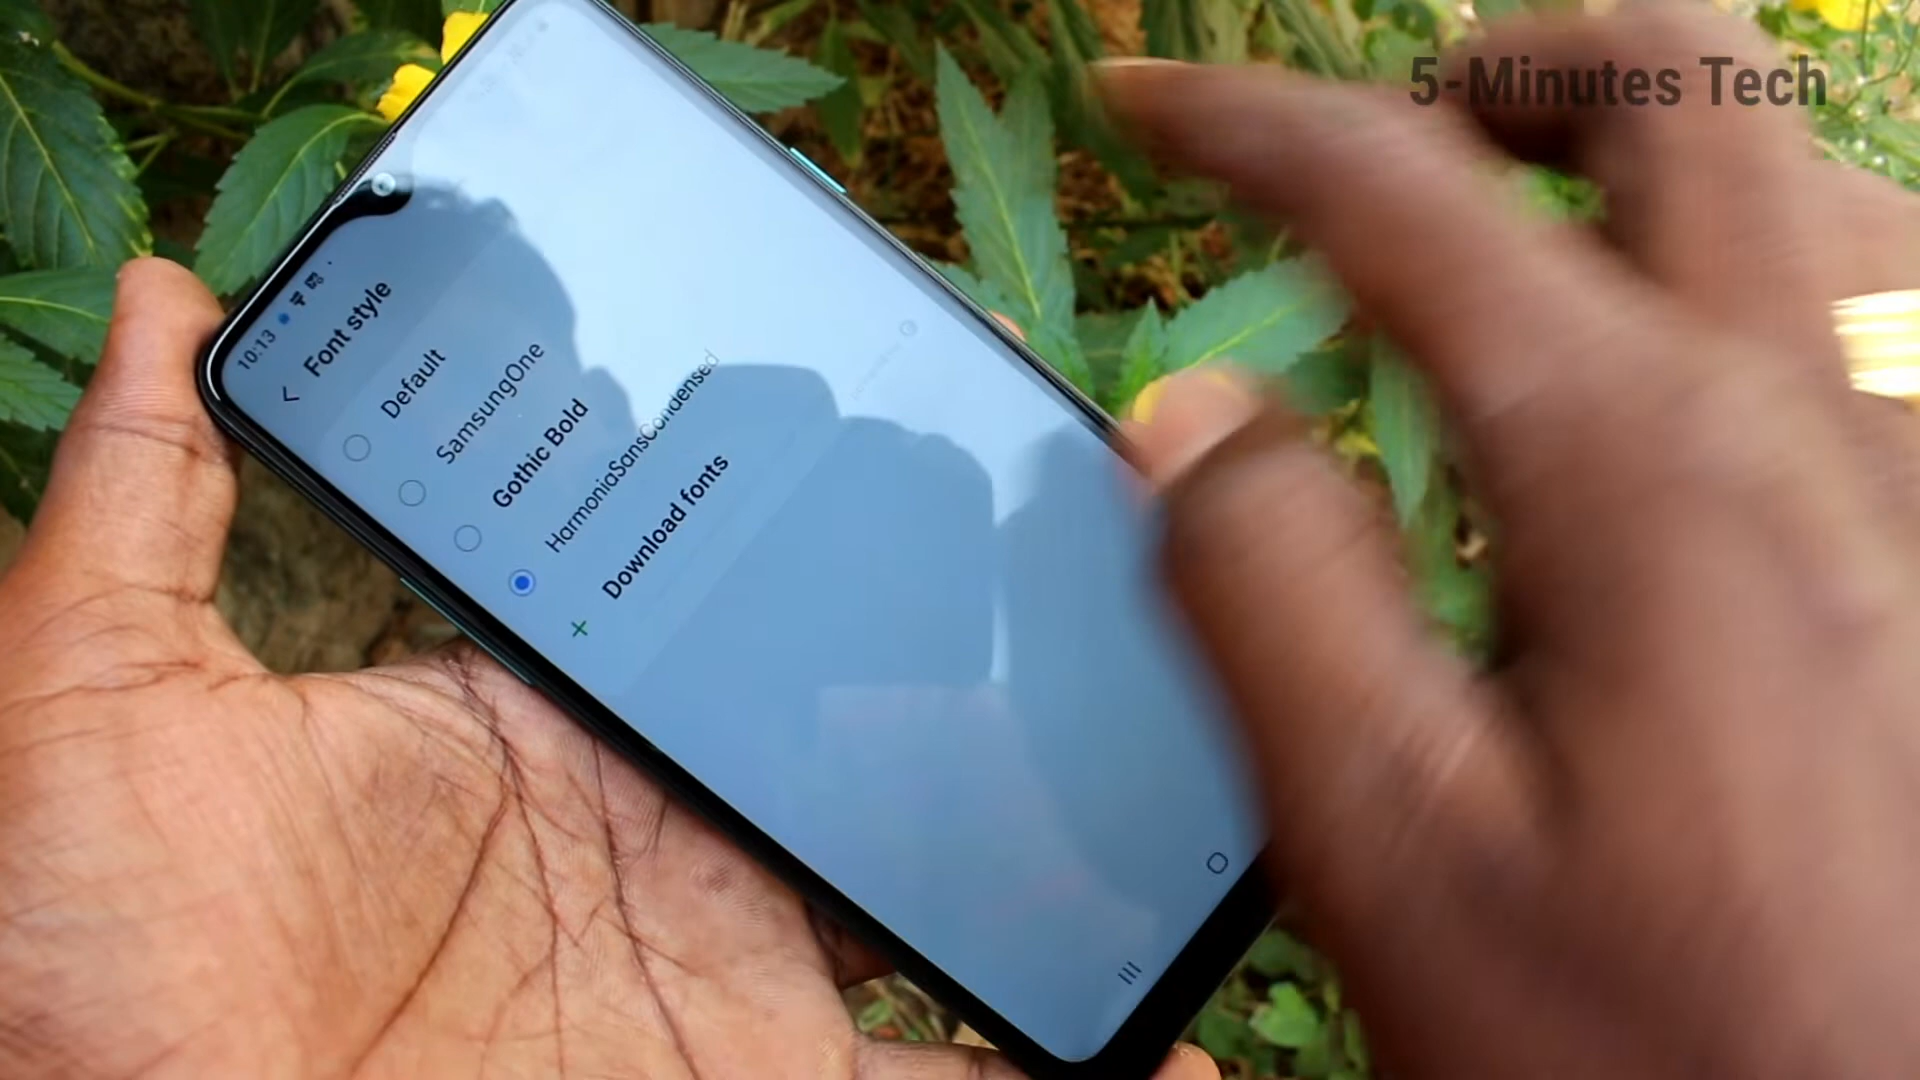 5-Minutes Tech
10:13
Font style
Default
SamsungOne
Gothic Bold
HarmoniaSansCondensed
Download fonts